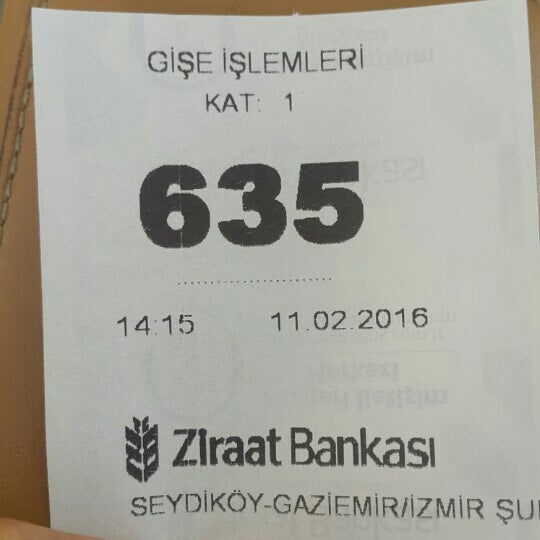 GİŞE İŞLEMLERİ
KAT: 1
635
14:15 11.02.2016
Ziraat Bankası
SEYDİKÖY-GAZİEMİR/İZMİR ŞU